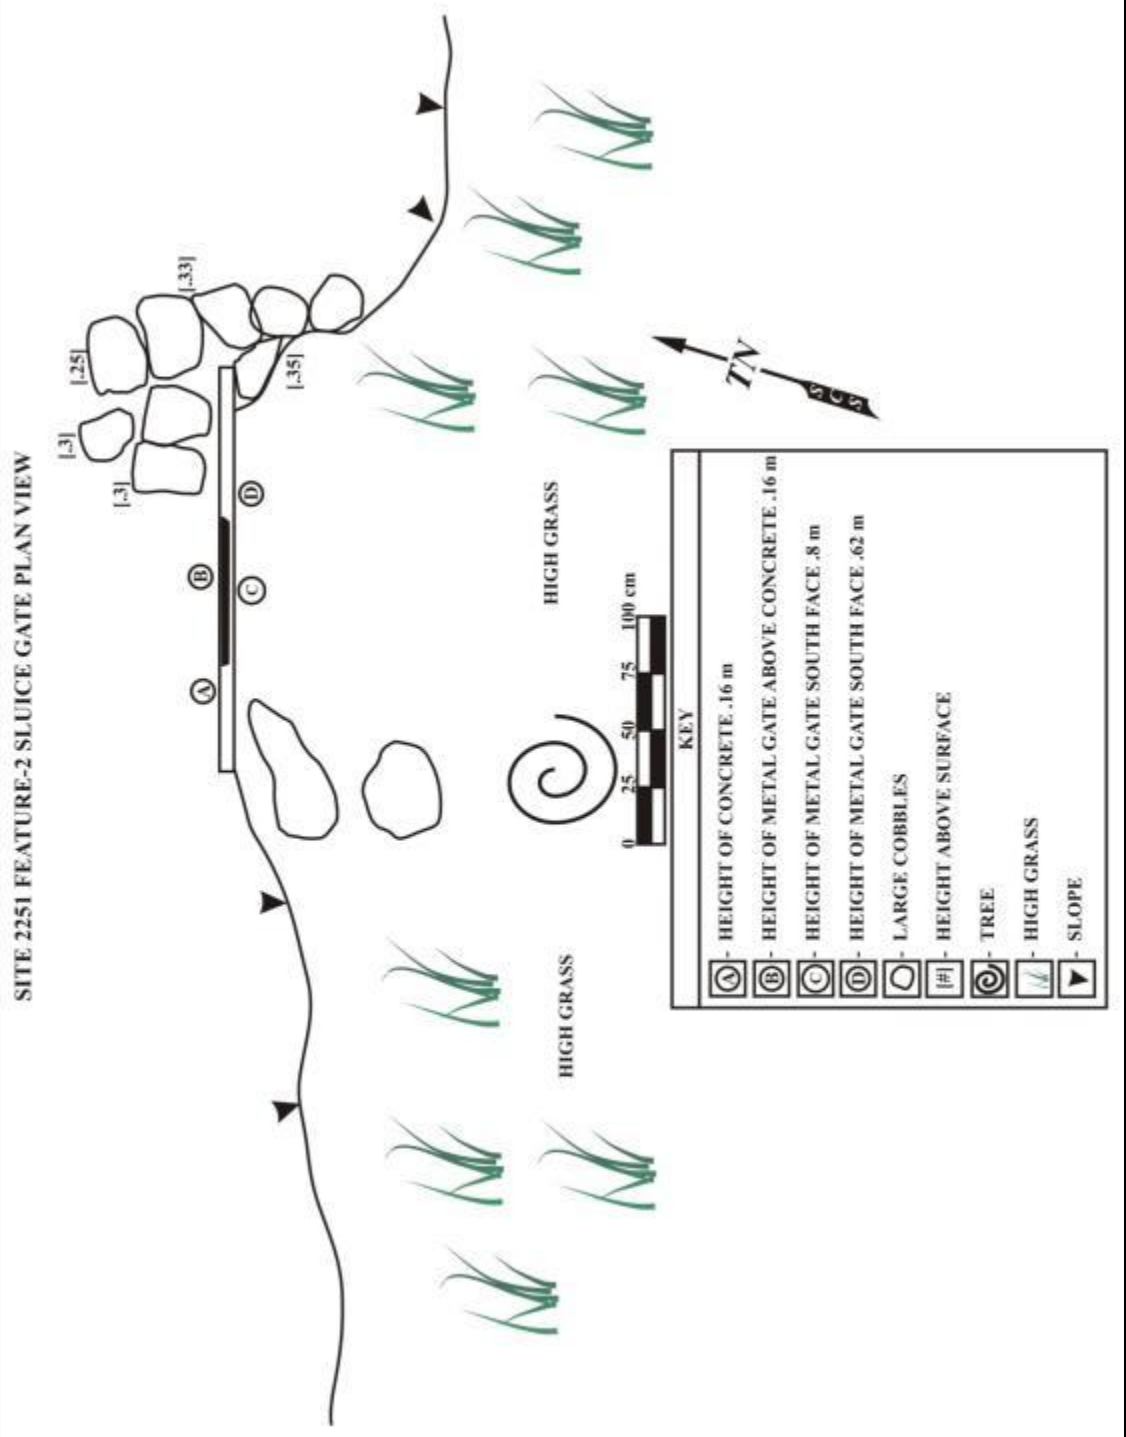 SITE 2251 FEATURE-2 SLUICE GATE PLAN VIEW
[.3]
[.25]
[.3]
[.33]
[.35]
A
B
C
D
HIGH GRASS
HIGH GRASS
TN
SCS
0 25 50 75 100 cm
KEY
A - HEIGHT OF CONCRETE .16 m
B - HEIGHT OF METAL GATE ABOVE CONCRETE .16 m
C - HEIGHT OF METAL GATE SOUTH FACE .8 m
D - HEIGHT OF METAL GATE SOUTH FACE .62 m
- LARGE COBBLES
[#] - HEIGHT ABOVE SURFACE
- TREE
- HIGH GRASS
- SLOPE